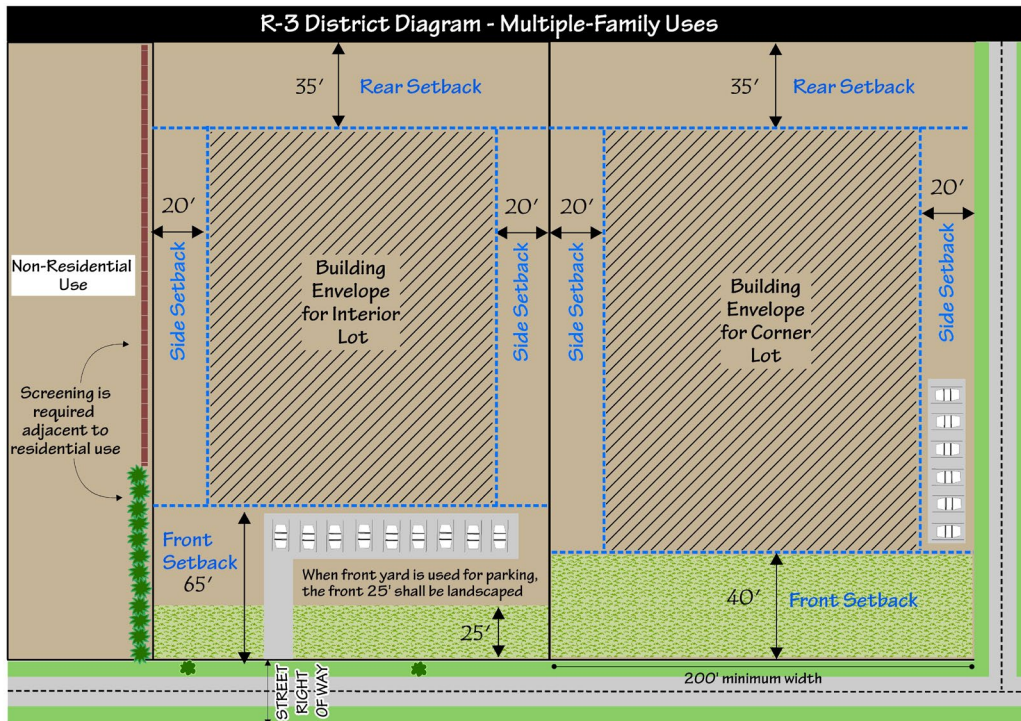 R-3 District Diagram - Multiple-Family Uses
35'
Rear Setback
35'
Rear Setback
20'
20'
20'
20'
Side Setback
Side Setback
Side Setback
Side Setback
Non-Residential
Use
Building
Envelope
for Interior
Lot
Building
Envelope
for Corner
Lot
Screening is
required
adjacent to
residential use
Front
Setback
65'
When front yard is used for parking,
the front 25' shall be landscaped
25'
40'
Front Setback
STREET
RIGHT
OF WAY
200' minimum width